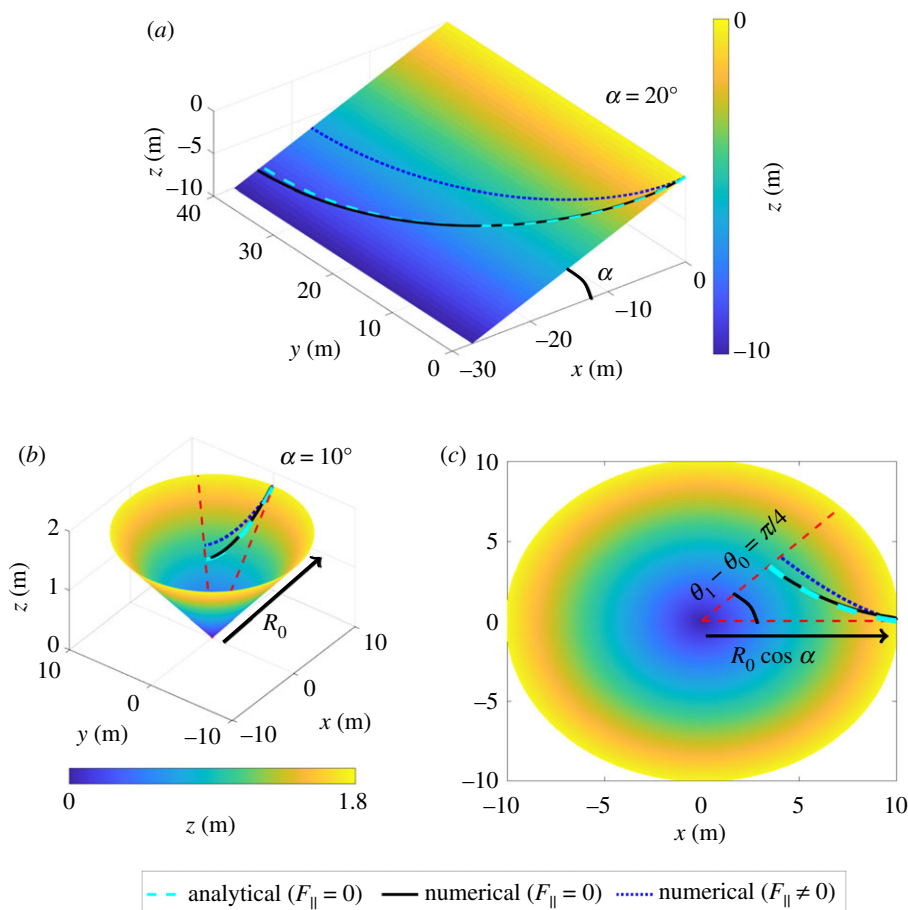 (a)
α = 20°
0
z (m)
−10
0
−5
−10
z (m)
40
30
20
10
0
y (m)
−30
−20
−10
0
x (m)
α
(b)
α = 10°
2
1
0
z (m)
10
0
−10
y (m)
−10
0
10
x (m)
R0
0
1.8
z (m)
(c)
10
5
0
−5
−10
−10
−5
0
5
10
x (m)
θ1 − θ0 = π/4
R0 cos α
analytical (F|| = 0) numerical (F|| = 0) numerical (F|| ≠ 0)